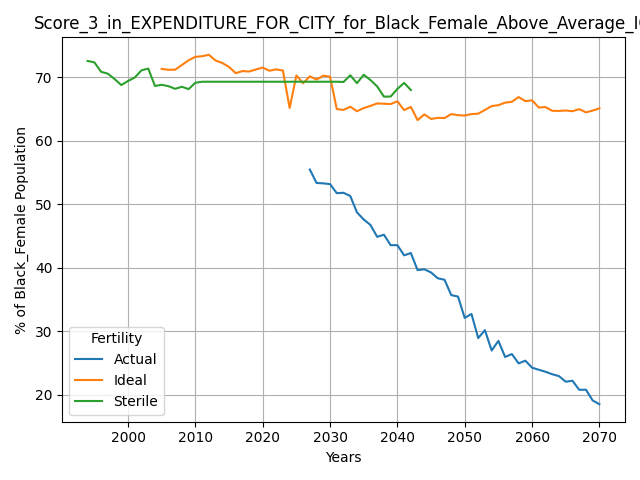 Score_3_in_EXPENDITURE_FOR_CITY_for_Black_Female_Above_Average_I
% of Black_Female Population
70
60
50
40
30
20
Fertility
Actual
Ideal
Sterile
2000
2010
2020
2030
2040
2050
2060
2070
Years